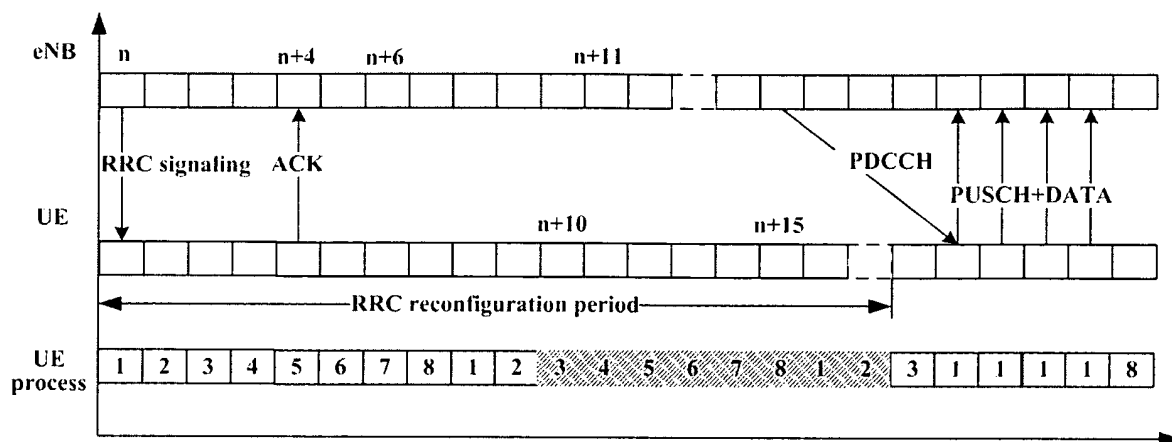 eNB n n+4 n+6 n+11
RRC signaling ACK PDCCH
PUSCH+DATA
UE n+10 n+15
RRC reconfiguration period
UE process 1 2 3 4 5 6 7 8 1 2 3 4 5 6 7 8 1 2 3 1 1 1 1 8